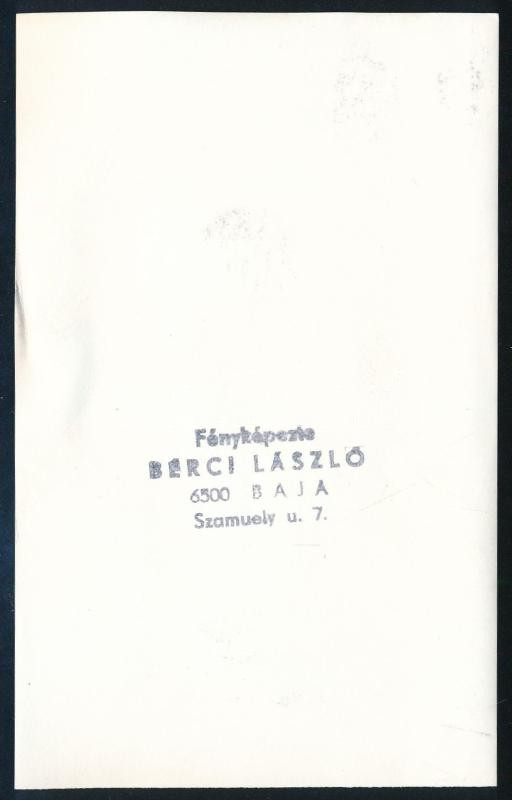 Fényképezte
BERCI LÁSZLÓ
6500 BAJA
Szamuely u. 7.